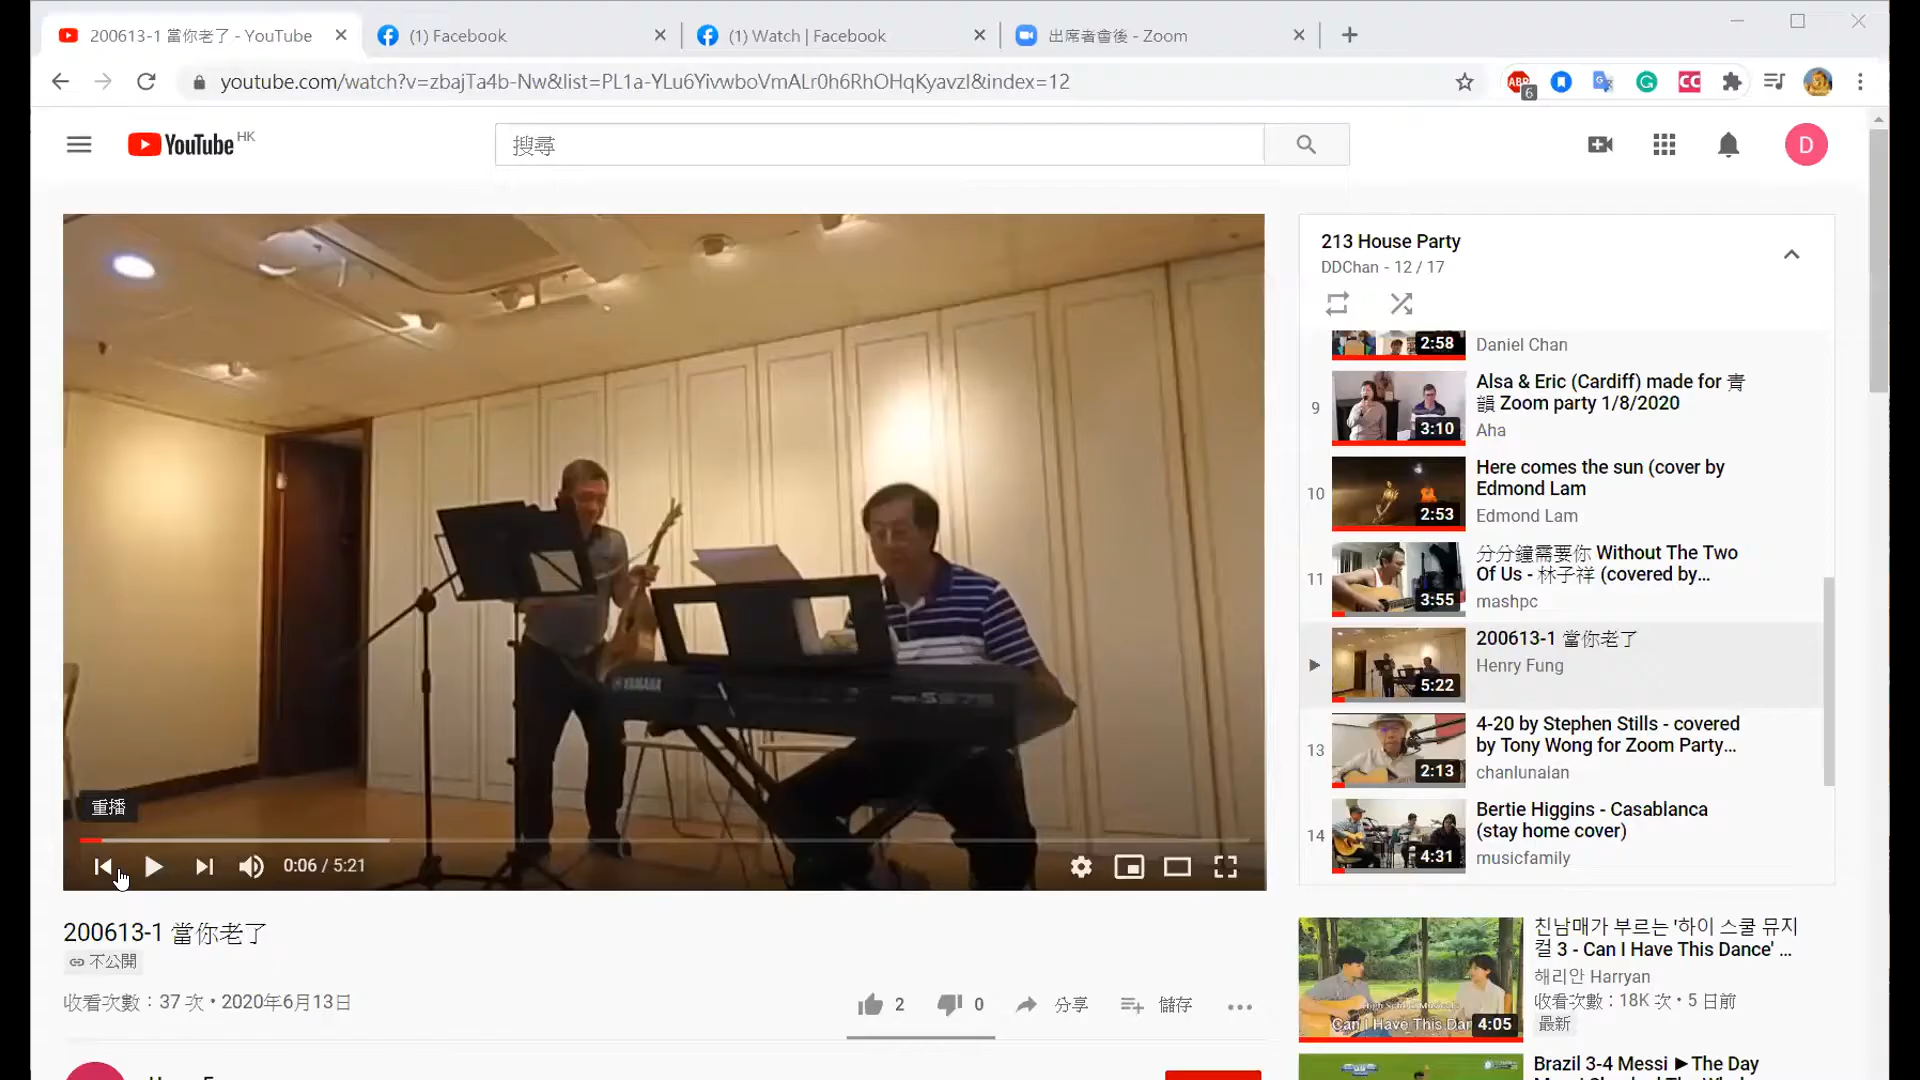 200613-1 當你老了 - YouTube
(1) Facebook
(1) Watch | Facebook
出席者會後 - Zoom
youtube.com/watch?v=zbajTa4b-Nw&list=PL1a-YLu6YivwboVmALr0h6RhOHqKyavzI&index=12
ABP
6
CC
YouTube HK
搜尋
D
213 House Party
DDChan - 12 / 17
2:58
Daniel Chan
9
3:10
Alsa & Eric (Cardiff) made for 青
韻 Zoom party 1/8/2020
Aha
10
2:53
Here comes the sun (cover by
Edmond Lam
Edmond Lam
11
3:55
分分鐘需要你 Without The Two
Of Us - 林子祥 (covered by...
mashpc
5:22
200613-1 當你老了
Henry Fung
13
2:13
4-20 by Stephen Stills - covered
by Tony Wong for Zoom Party...
chanlunalan
14
4:31
Bertie Higgins - Casablanca
(stay home cover)
musicfamily
YAMAHA
重播
0:06 / 5:21
200613-1 當你老了
不公開
收看次數：37 次 • 2020年6月13日
2
0
分享
儲存
Can I Have This Dan
4:05
친남매가 부르는 '하이 스쿨 뮤지
컬 3 - Can I Have This Dance' ...
해리안 Harryan
收看次數：18K 次 • 5 日前
最新
Brazil 3-4 Messi ►The Day